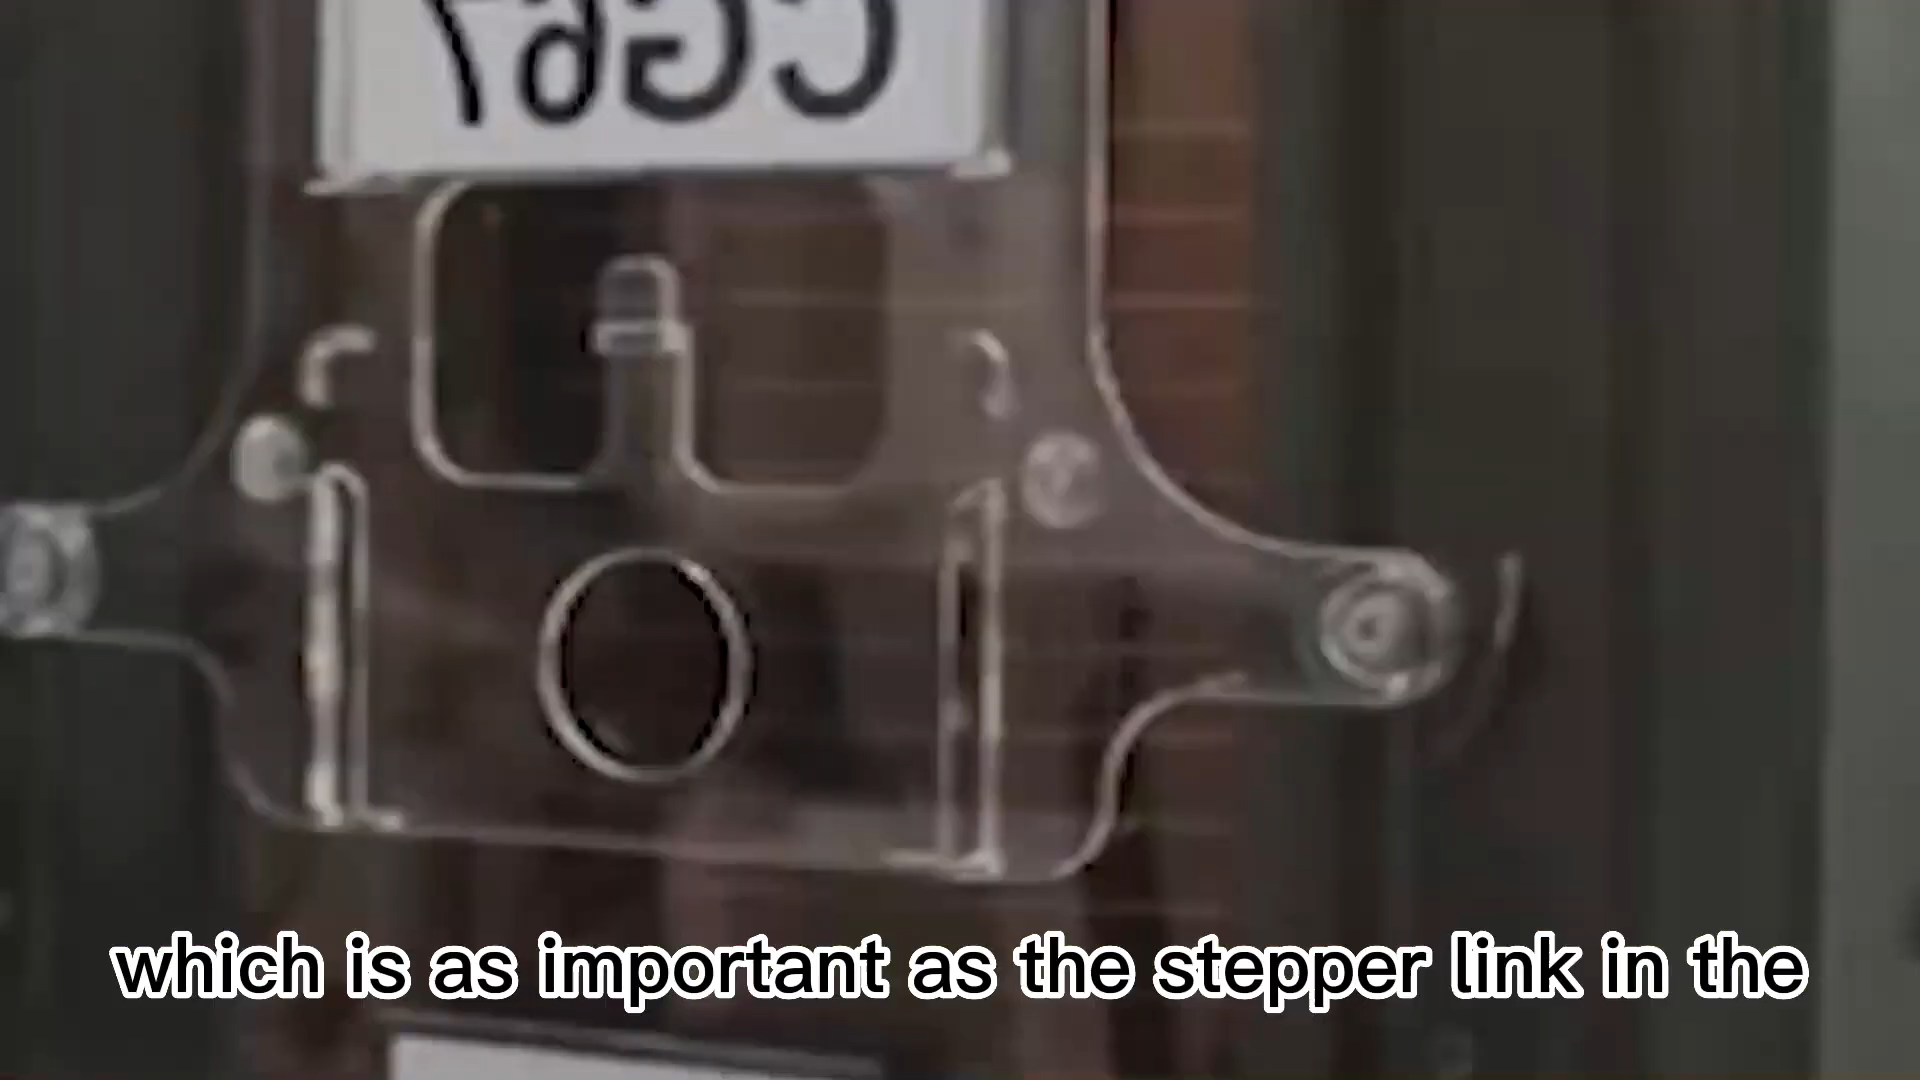 which is as important as the stepper link in the